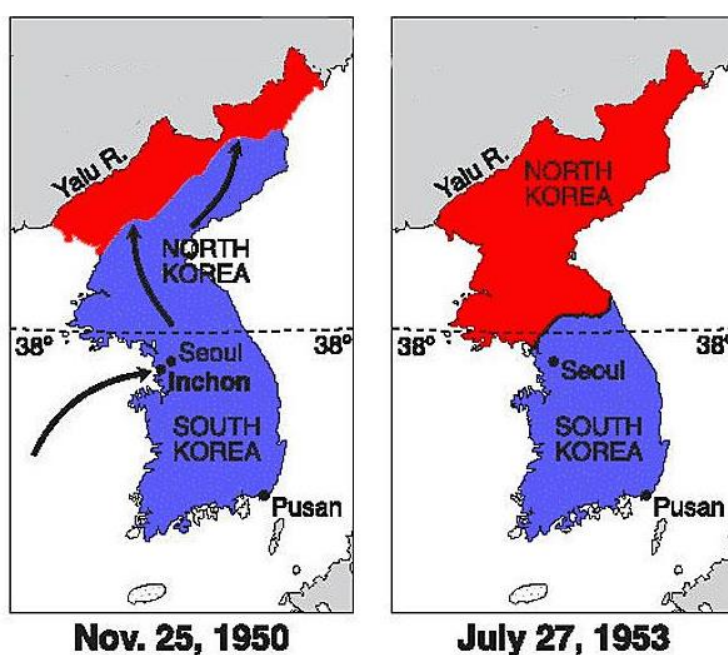 Yalu R.
NORTH
KOREA
38°
38°
Seoul
Inchon
SOUTH
KOREA
Pusan
Nov. 25, 1950
Yalu R.
NORTH
KOREA
38°
38°
Seoul
SOUTH
KOREA
Pusan
July 27, 1953